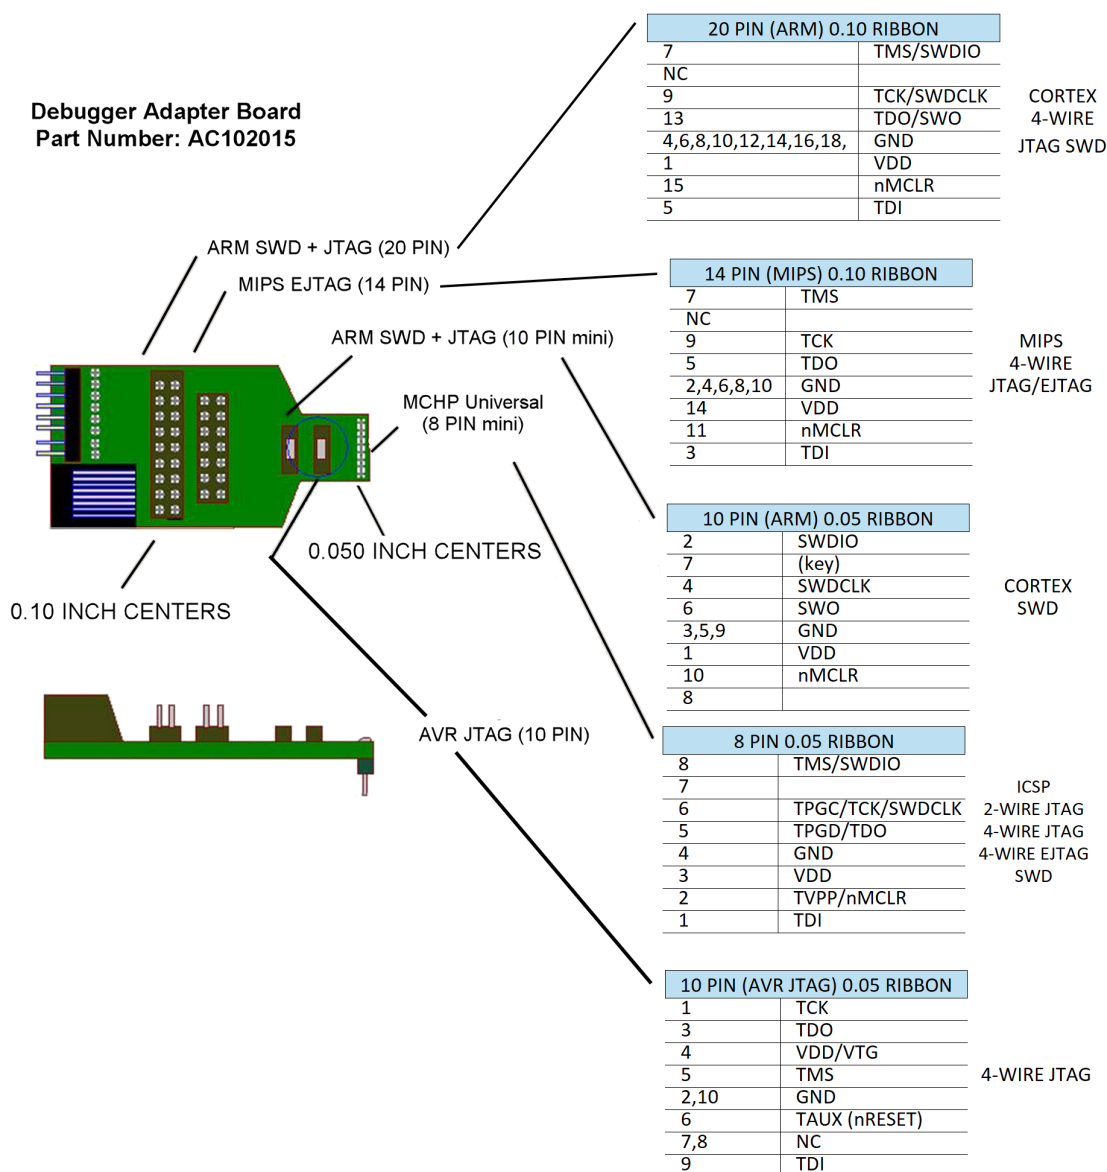 Debugger Adapter Board
Part Number: AC102015
ARM SWD + JTAG (20 PIN)
MIPS EJTAG (14 PIN)
ARM SWD + JTAG (10 PIN mini)
MCHP Universal
(8 PIN mini)
0.050 INCH CENTERS
0.10 INCH CENTERS
AVR JTAG (10 PIN)
20 PIN (ARM) 0.10 RIBBON
7 TMS/SWDIO
NC
9 TCK/SWDCLK
13 TDO/SWO
4,6,8,10,12,14,16,18, GND
1 VDD
15 nMCLR
5 TDI
CORTEX
4-WIRE
JTAG SWD
14 PIN (MIPS) 0.10 RIBBON
7 TMS
NC
9 TCK
5 TDO
2,4,6,8,10 GND
14 VDD
11 nMCLR
3 TDI
MIPS
4-WIRE
JTAG/EJTAG
10 PIN (ARM) 0.05 RIBBON
2 SWDIO
7 (key)
4 SWDCLK
6 SWO
3,5,9 GND
1 VDD
10 nMCLR
8
CORTEX
SWD
8 PIN 0.05 RIBBON
8 TMS/SWDIO
7
6 TPGC/TCK/SWDCLK
5 TPGD/TDO
4 GND
3 VDD
2 TVPP/nMCLR
1 TDI
ICSP
2-WIRE JTAG
4-WIRE JTAG
4-WIRE EJTAG
SWD
10 PIN (AVR JTAG) 0.05 RIBBON
1 TCK
3 TDO
4 VDD/VTG
5 TMS
2,10 GND
6 TAUX (nRESET)
7,8 NC
9 TDI
4-WIRE JTAG